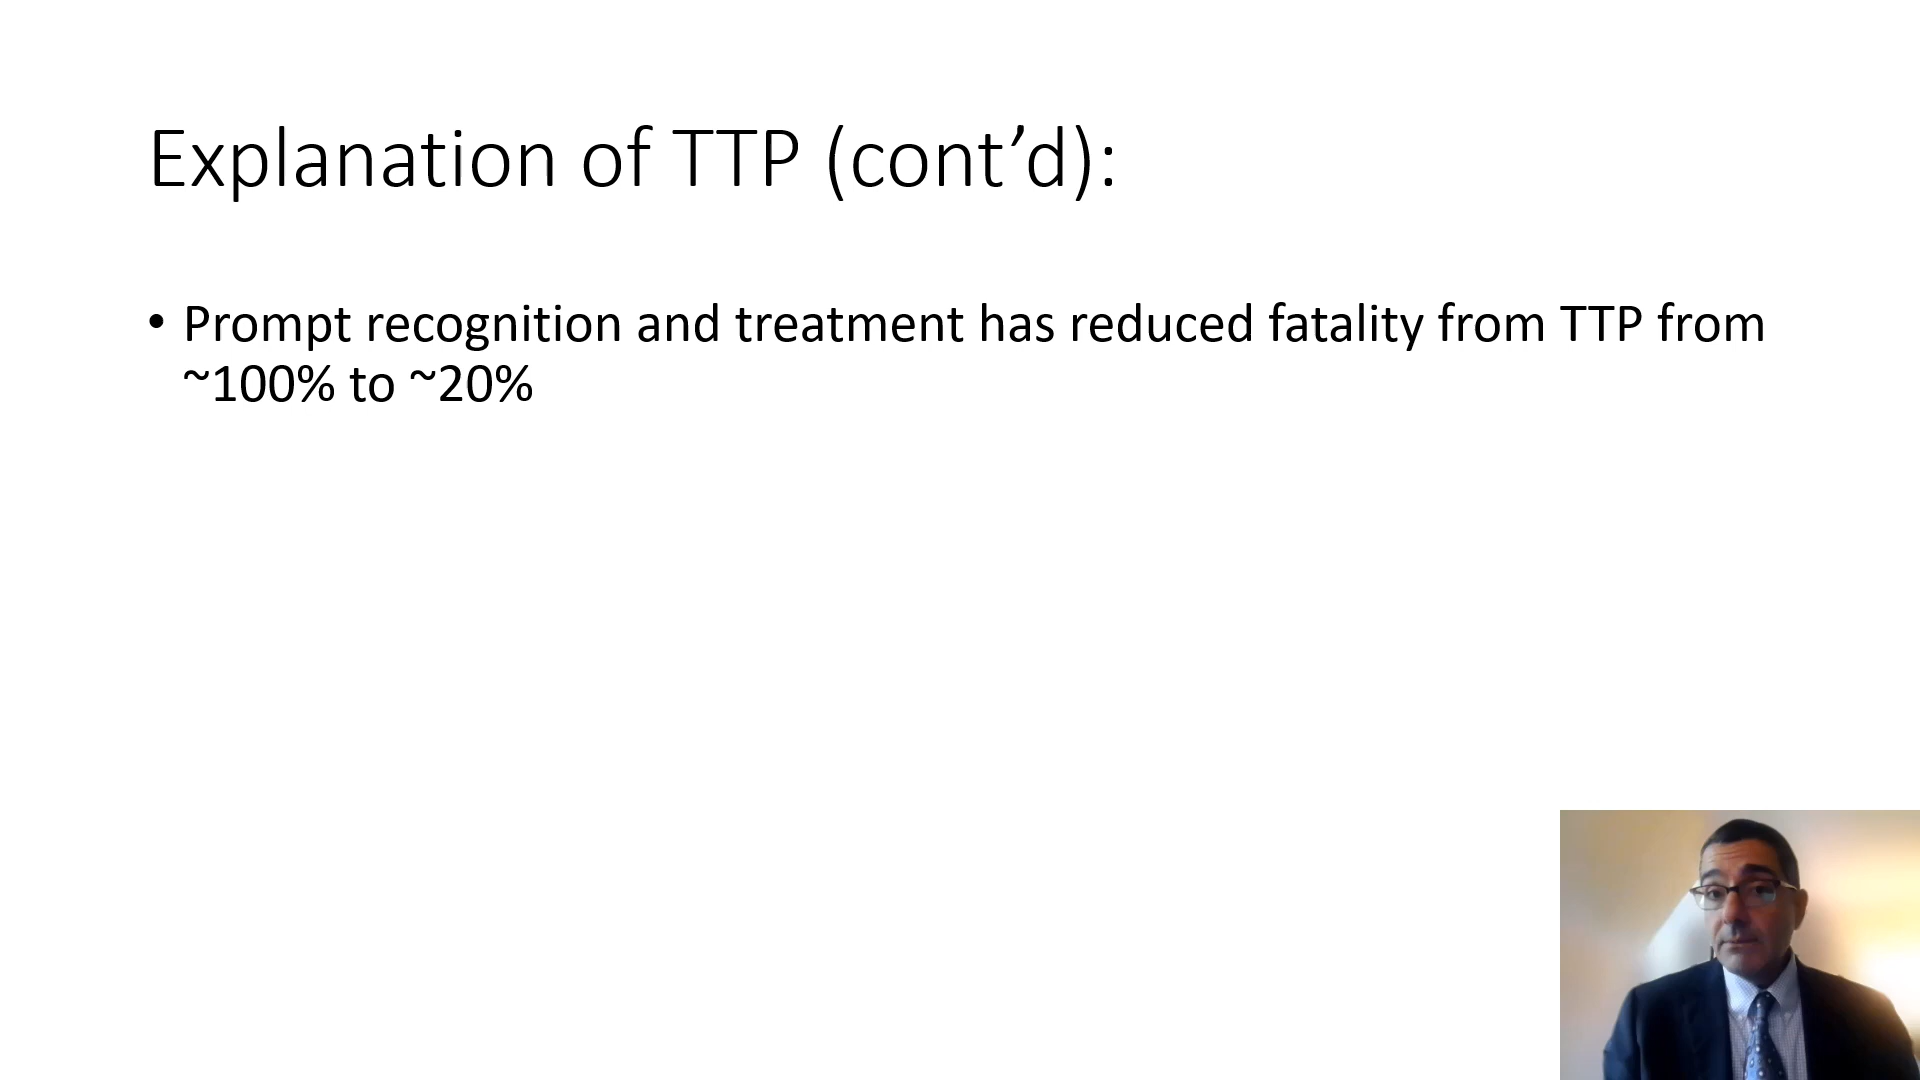 Explanation of TTP (cont’d):
• Prompt recognition and treatment has reduced fatality from TTP from
~100% to ~20%